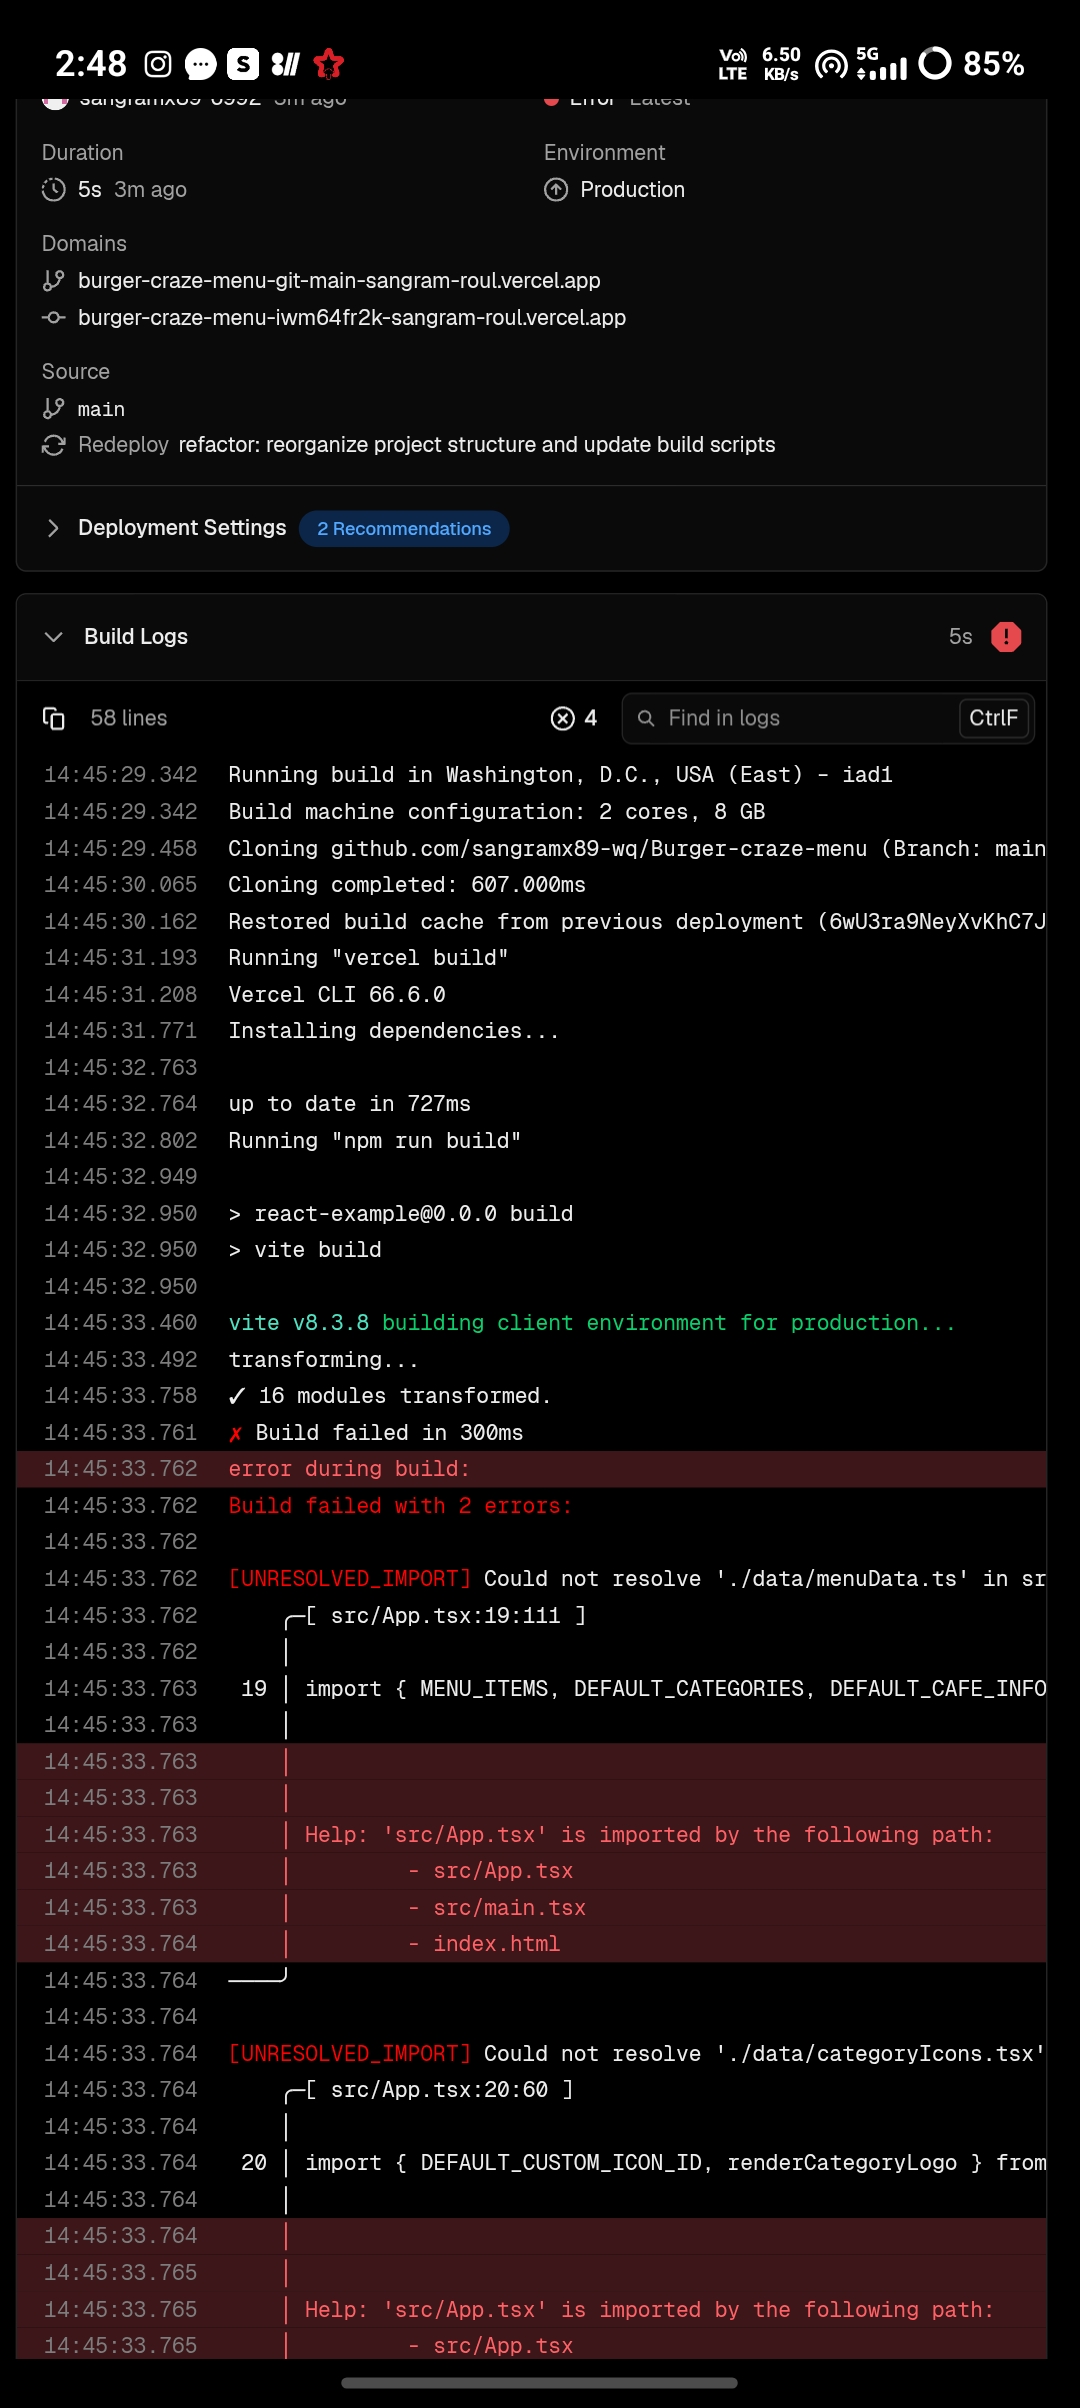 2:48
S
Vo)) LTE
6.50 KB/s
5G
85%
sangramx89-6992 3m ago
Error Latest
Duration
Environment
5s 3m ago
Production
Domains
burger-craze-menu-git-main-sangram-roul.vercel.app
burger-craze-menu-iwm64fr2k-sangram-roul.vercel.app
Source
main
Redeploy refactor: reorganize project structure and update build scripts
Deployment Settings 2 Recommendations
Build Logs 5s
58 lines 4 Find in logs CtrlF
14:45:29.342 Running build in Washington, D.C., USA (East) – iad1
14:45:29.342 Build machine configuration: 2 cores, 8 GB
14:45:29.458 Cloning github.com/sangramx89-wq/Burger-craze-menu (Branch: main
14:45:30.065 Cloning completed: 607.000ms
14:45:30.162 Restored build cache from previous deployment (6wU3ra9NeyXvKhC7J
14:45:31.193 Running "vercel build"
14:45:31.208 Vercel CLI 66.6.0
14:45:31.771 Installing dependencies...
14:45:32.763
14:45:32.764 up to date in 727ms
14:45:32.802 Running "npm run build"
14:45:32.949
14:45:32.950 > react-example@0.0.0 build
14:45:32.950 > vite build
14:45:32.950
14:45:33.460 vite v8.3.8 building client environment for production...
14:45:33.492 transforming...
14:45:33.758 ✓ 16 modules transformed.
14:45:33.761 ✗ Build failed in 300ms
14:45:33.762 error during build:
14:45:33.762 Build failed with 2 errors:
14:45:33.762
14:45:33.762 [UNRESOLVED_IMPORT] Could not resolve './data/menuData.ts' in sr
14:45:33.762 ╭─[ src/App.tsx:19:111 ]
14:45:33.762 │
14:45:33.763 19 │ import { MENU_ITEMS, DEFAULT_CATEGORIES, DEFAULT_CAFE_INFO
14:45:33.763 │
14:45:33.763 │
14:45:33.763 │
14:45:33.763 │ Help: 'src/App.tsx' is imported by the following path:
14:45:33.763 │ - src/App.tsx
14:45:33.763 │ - src/main.tsx
14:45:33.764 │ - index.html
14:45:33.764 ────╯
14:45:33.764
14:45:33.764 [UNRESOLVED_IMPORT] Could not resolve './data/categoryIcons.tsx'
14:45:33.764 ╭─[ src/App.tsx:20:60 ]
14:45:33.764 │
14:45:33.764 20 │ import { DEFAULT_CUSTOM_ICON_ID, renderCategoryLogo } from
14:45:33.764 │
14:45:33.764 │
14:45:33.765 │
14:45:33.765 │ Help: 'src/App.tsx' is imported by the following path:
14:45:33.765 │ - src/App.tsx